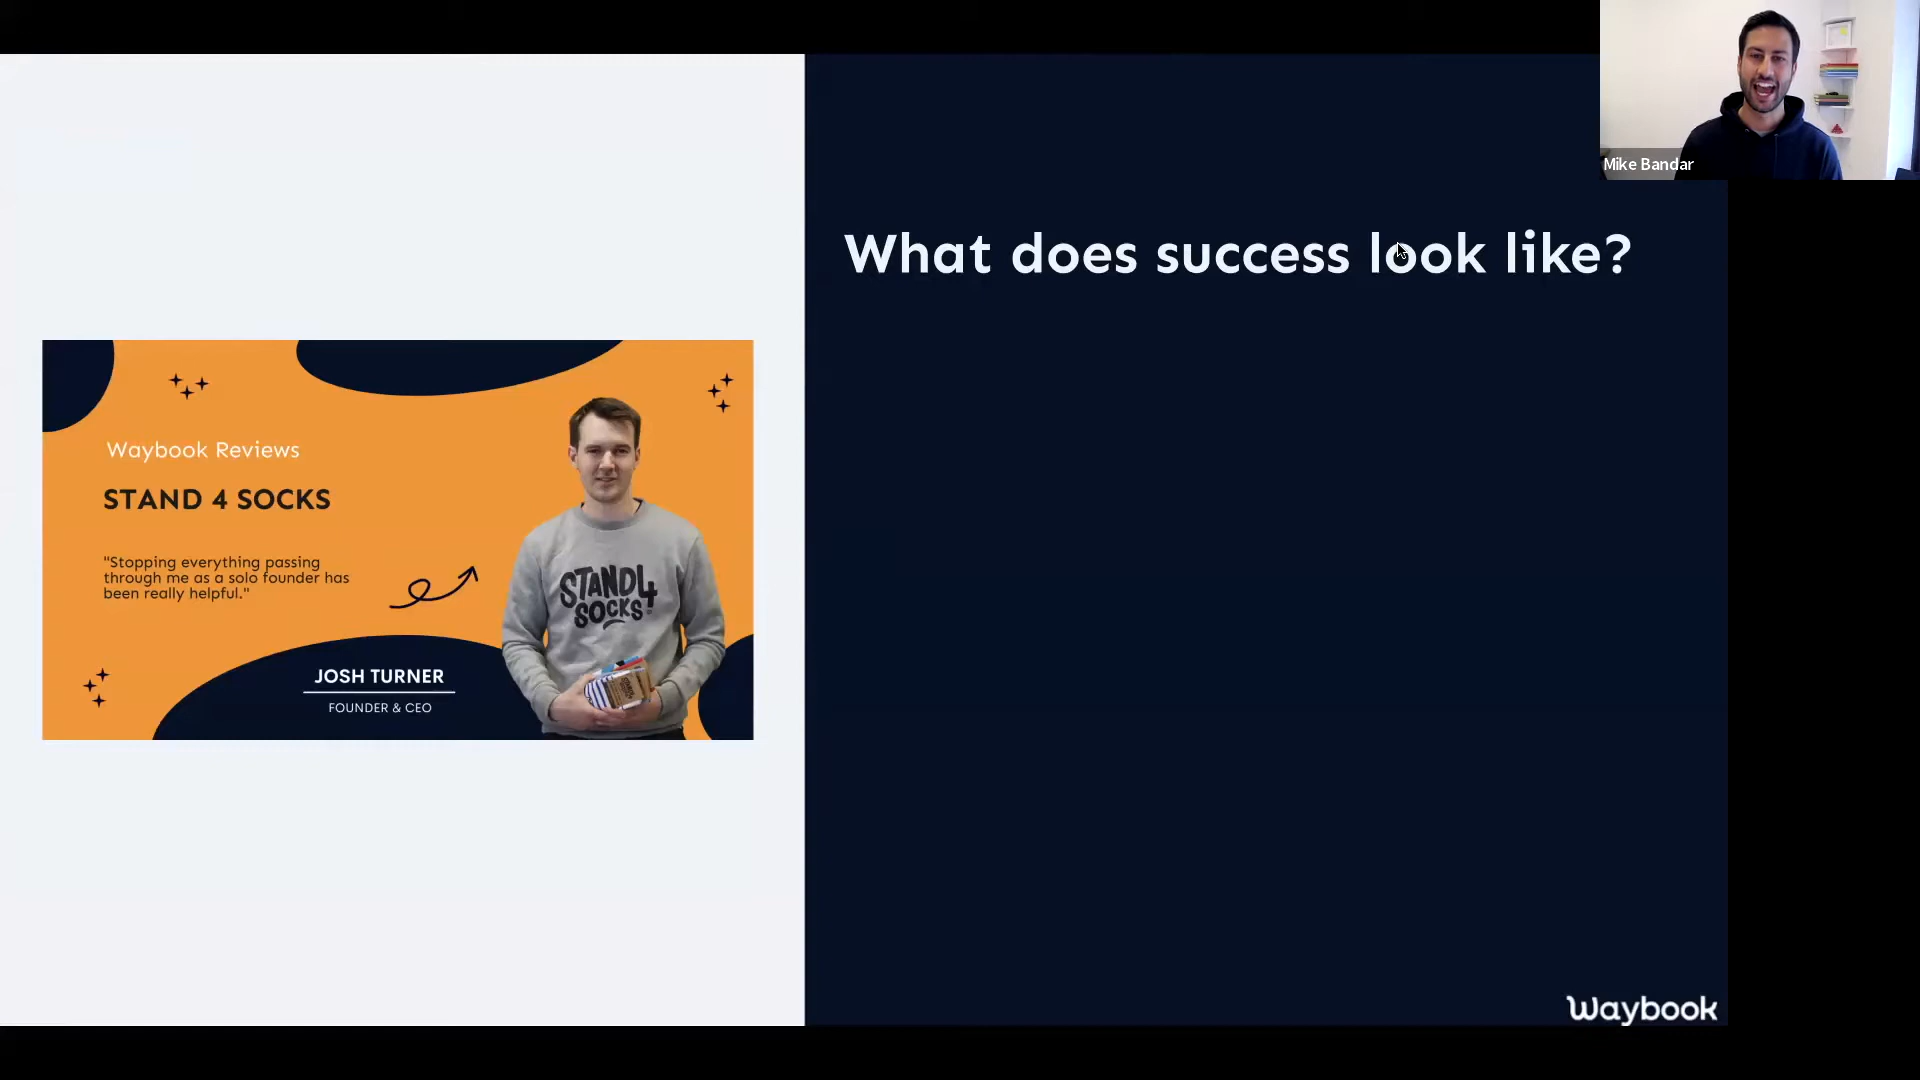 Mike Bandar
What does success look like?
Waybook Reviews
STAND 4 SOCKS
"Stopping everything passing
through me as a solo founder has
been really helpful."
STAND4
SOCKS
JOSH TURNER
FOUNDER & CEO
Waybook